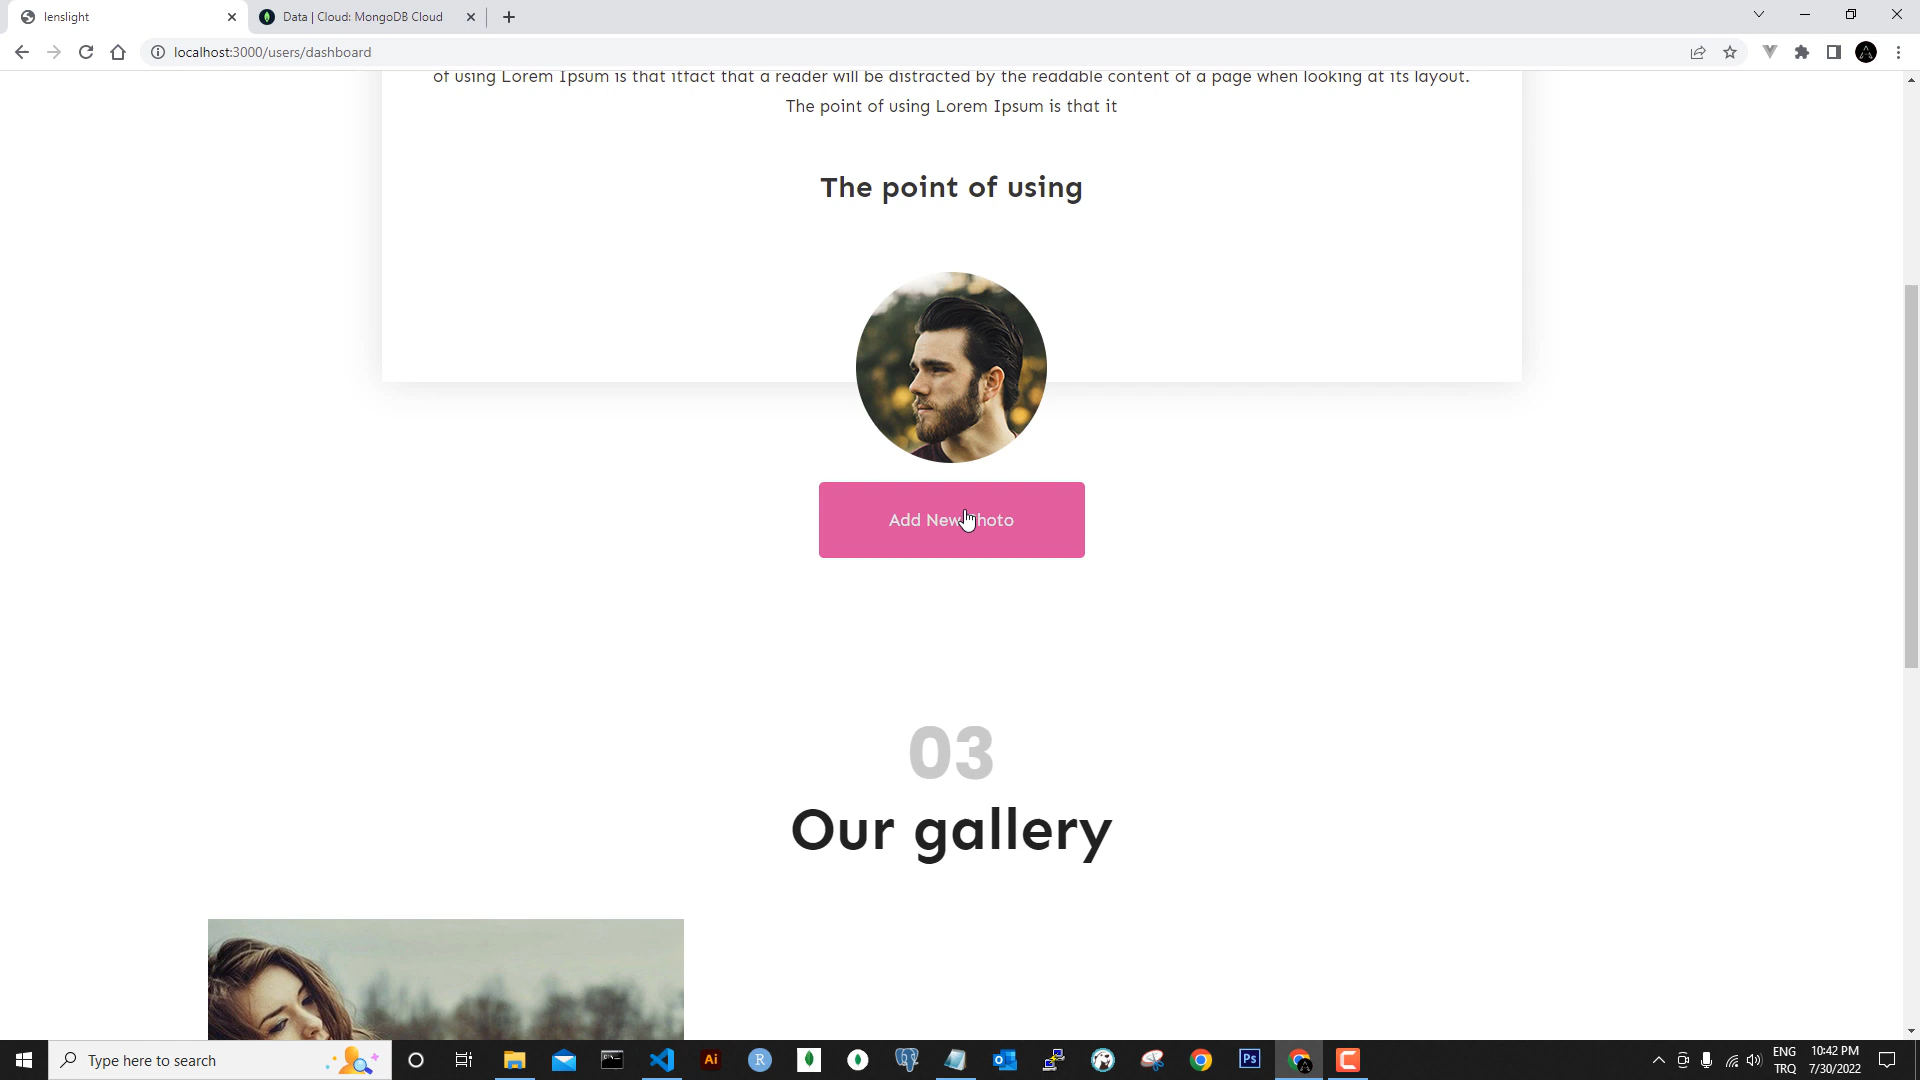 lenslight
Data | Cloud: MongoDB Cloud
localhost:3000/users/dashboard
of using Lorem Ipsum is that itfact that a reader will be distracted by the readable content of a page when looking at its layout.
The point of using Lorem Ipsum is that it
The point of using
Add New Photo
03
Our gallery
Type here to search
Ai
R
Ps
ENG
TRQ
10:42 PM
7/30/2022